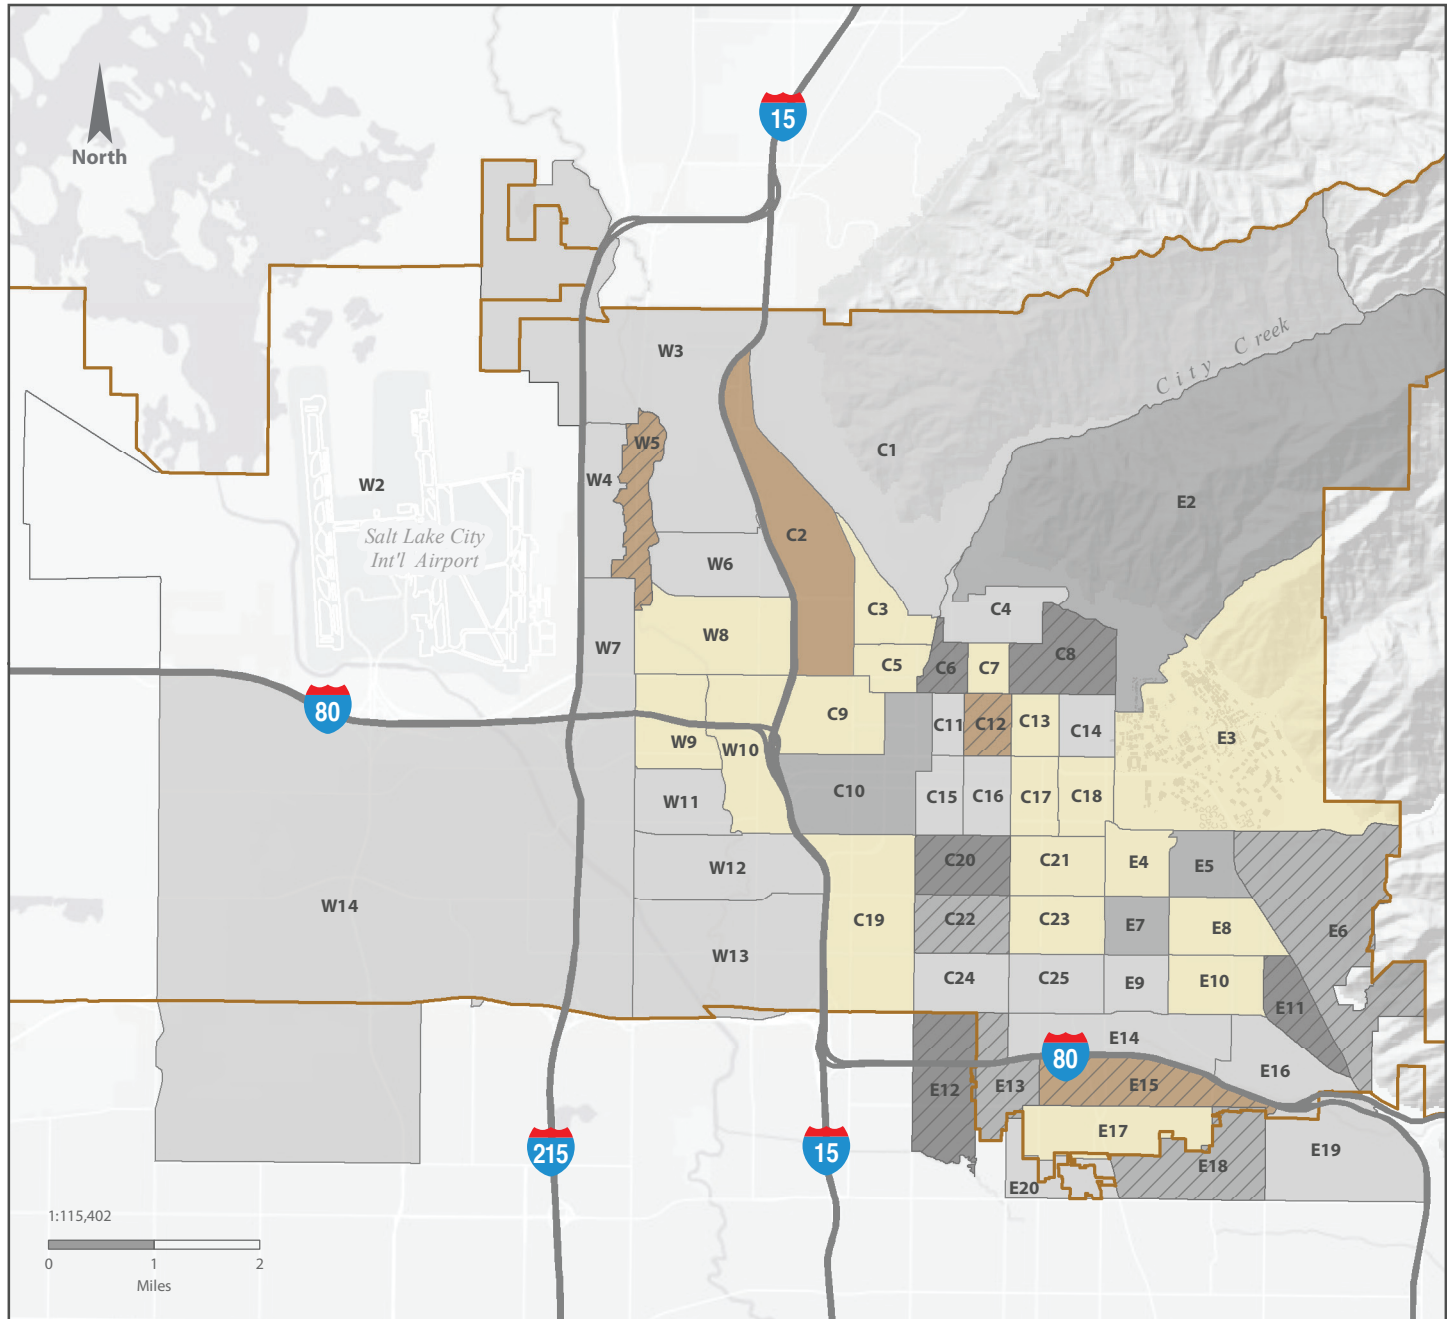 15
North
W3
City Creek
C1
W5
W4
W2
E2
C2
Salt Lake City
Int'l Airport
W6
C3
C4
W8
W7
C5
C6
C7
C8
80
C9
C11
C12
C13
C14
E3
W9
W10
W11
C10
C15
C16
C17
C18
W12
C20
C21
E4
E5
W14
C19
C22
C23
E7
E8
E6
W13
C24
C25
E9
E10
E11
E14
80
E16
E12
E13
E15
E17
215
15
E19
E18
E20
1:115,402
0 1 2
Miles